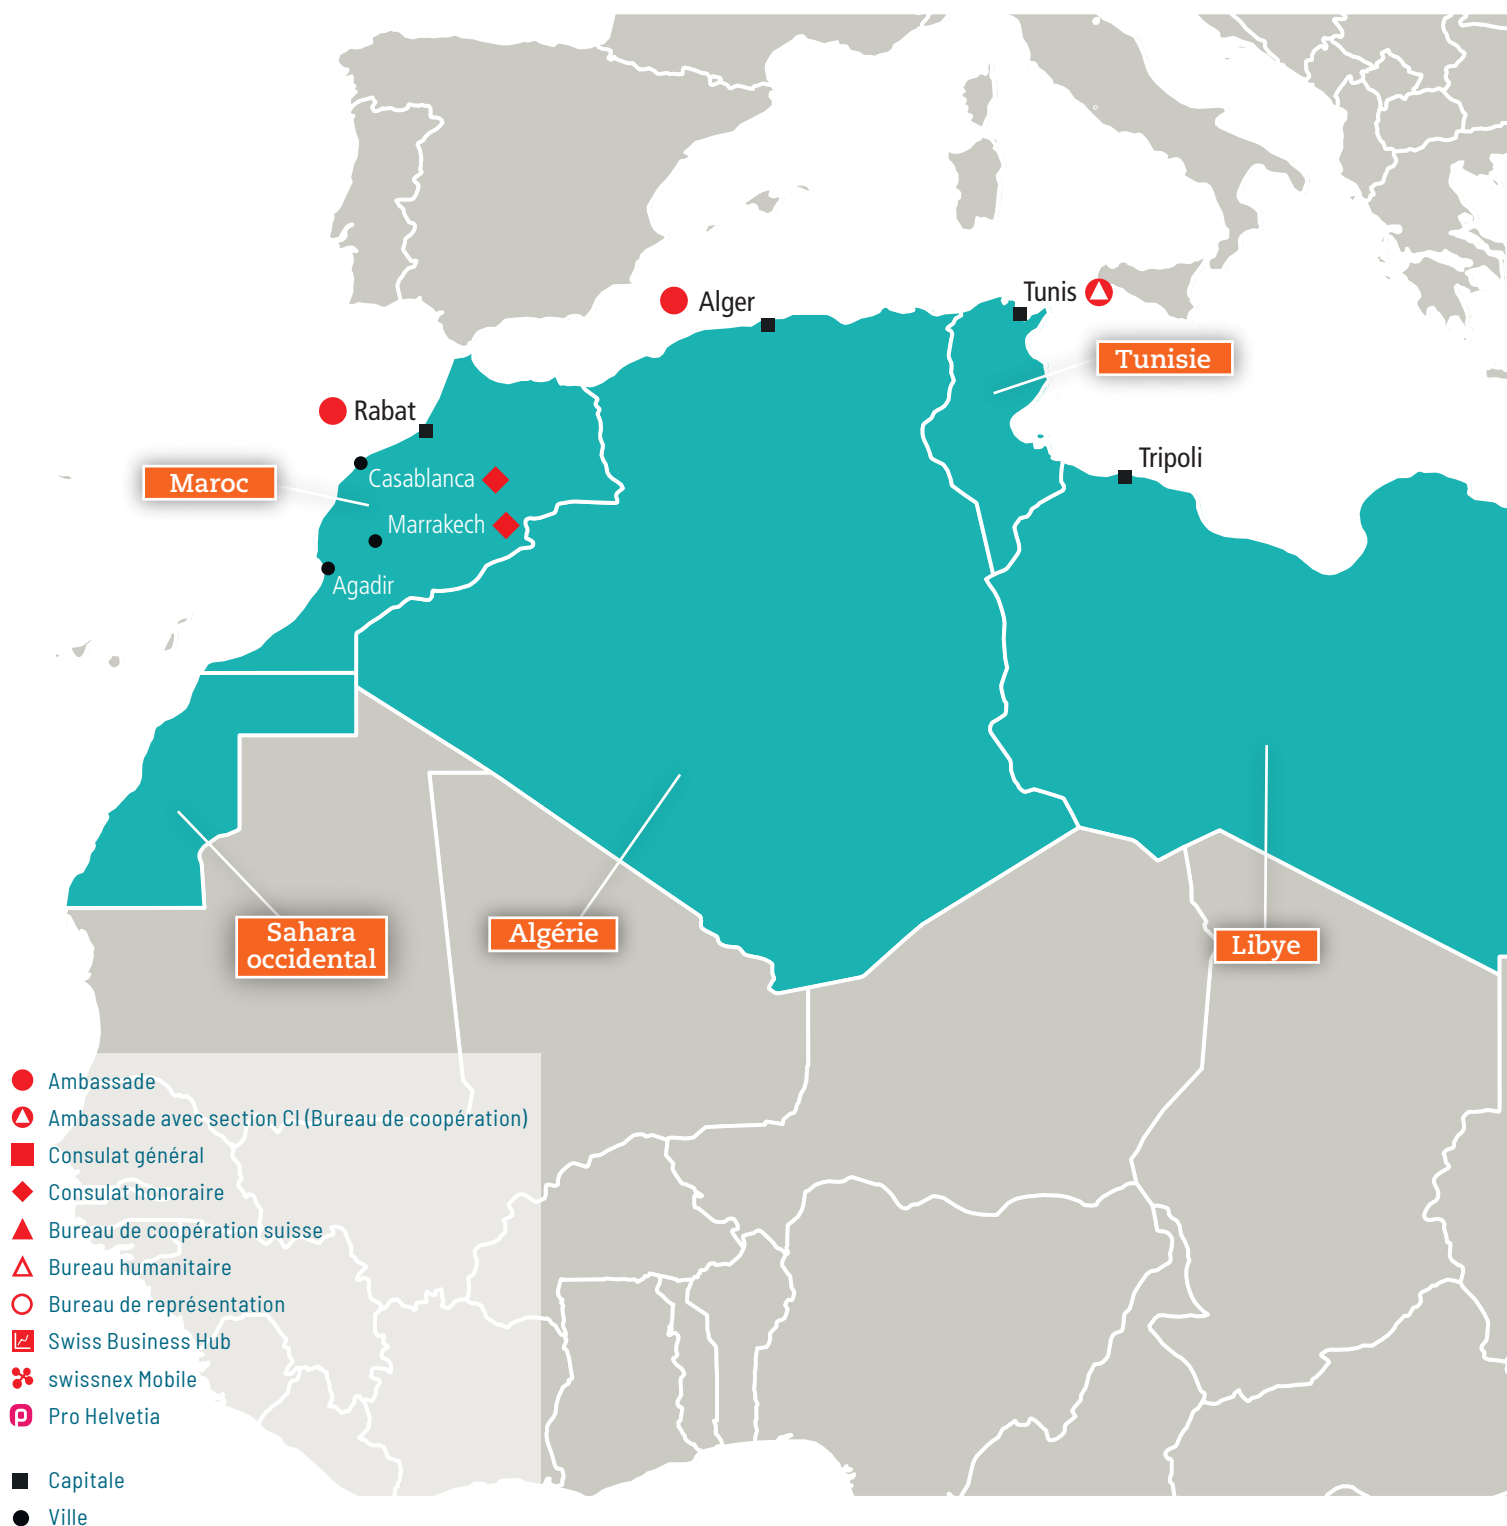 Alger
Tunis
Tunisie
Rabat
Tripoli
Maroc
Casablanca
Marrakech
Agadir
Sahara
occidental
Algérie
Libye
Ambassade
Ambassade avec section CI (Bureau de coopération)
Consulat général
Consulat honoraire
Bureau de coopération suisse
Bureau humanitaire
Bureau de représentation
Swiss Business Hub
swissnex Mobile
Pro Helvetia
Capitale
Ville